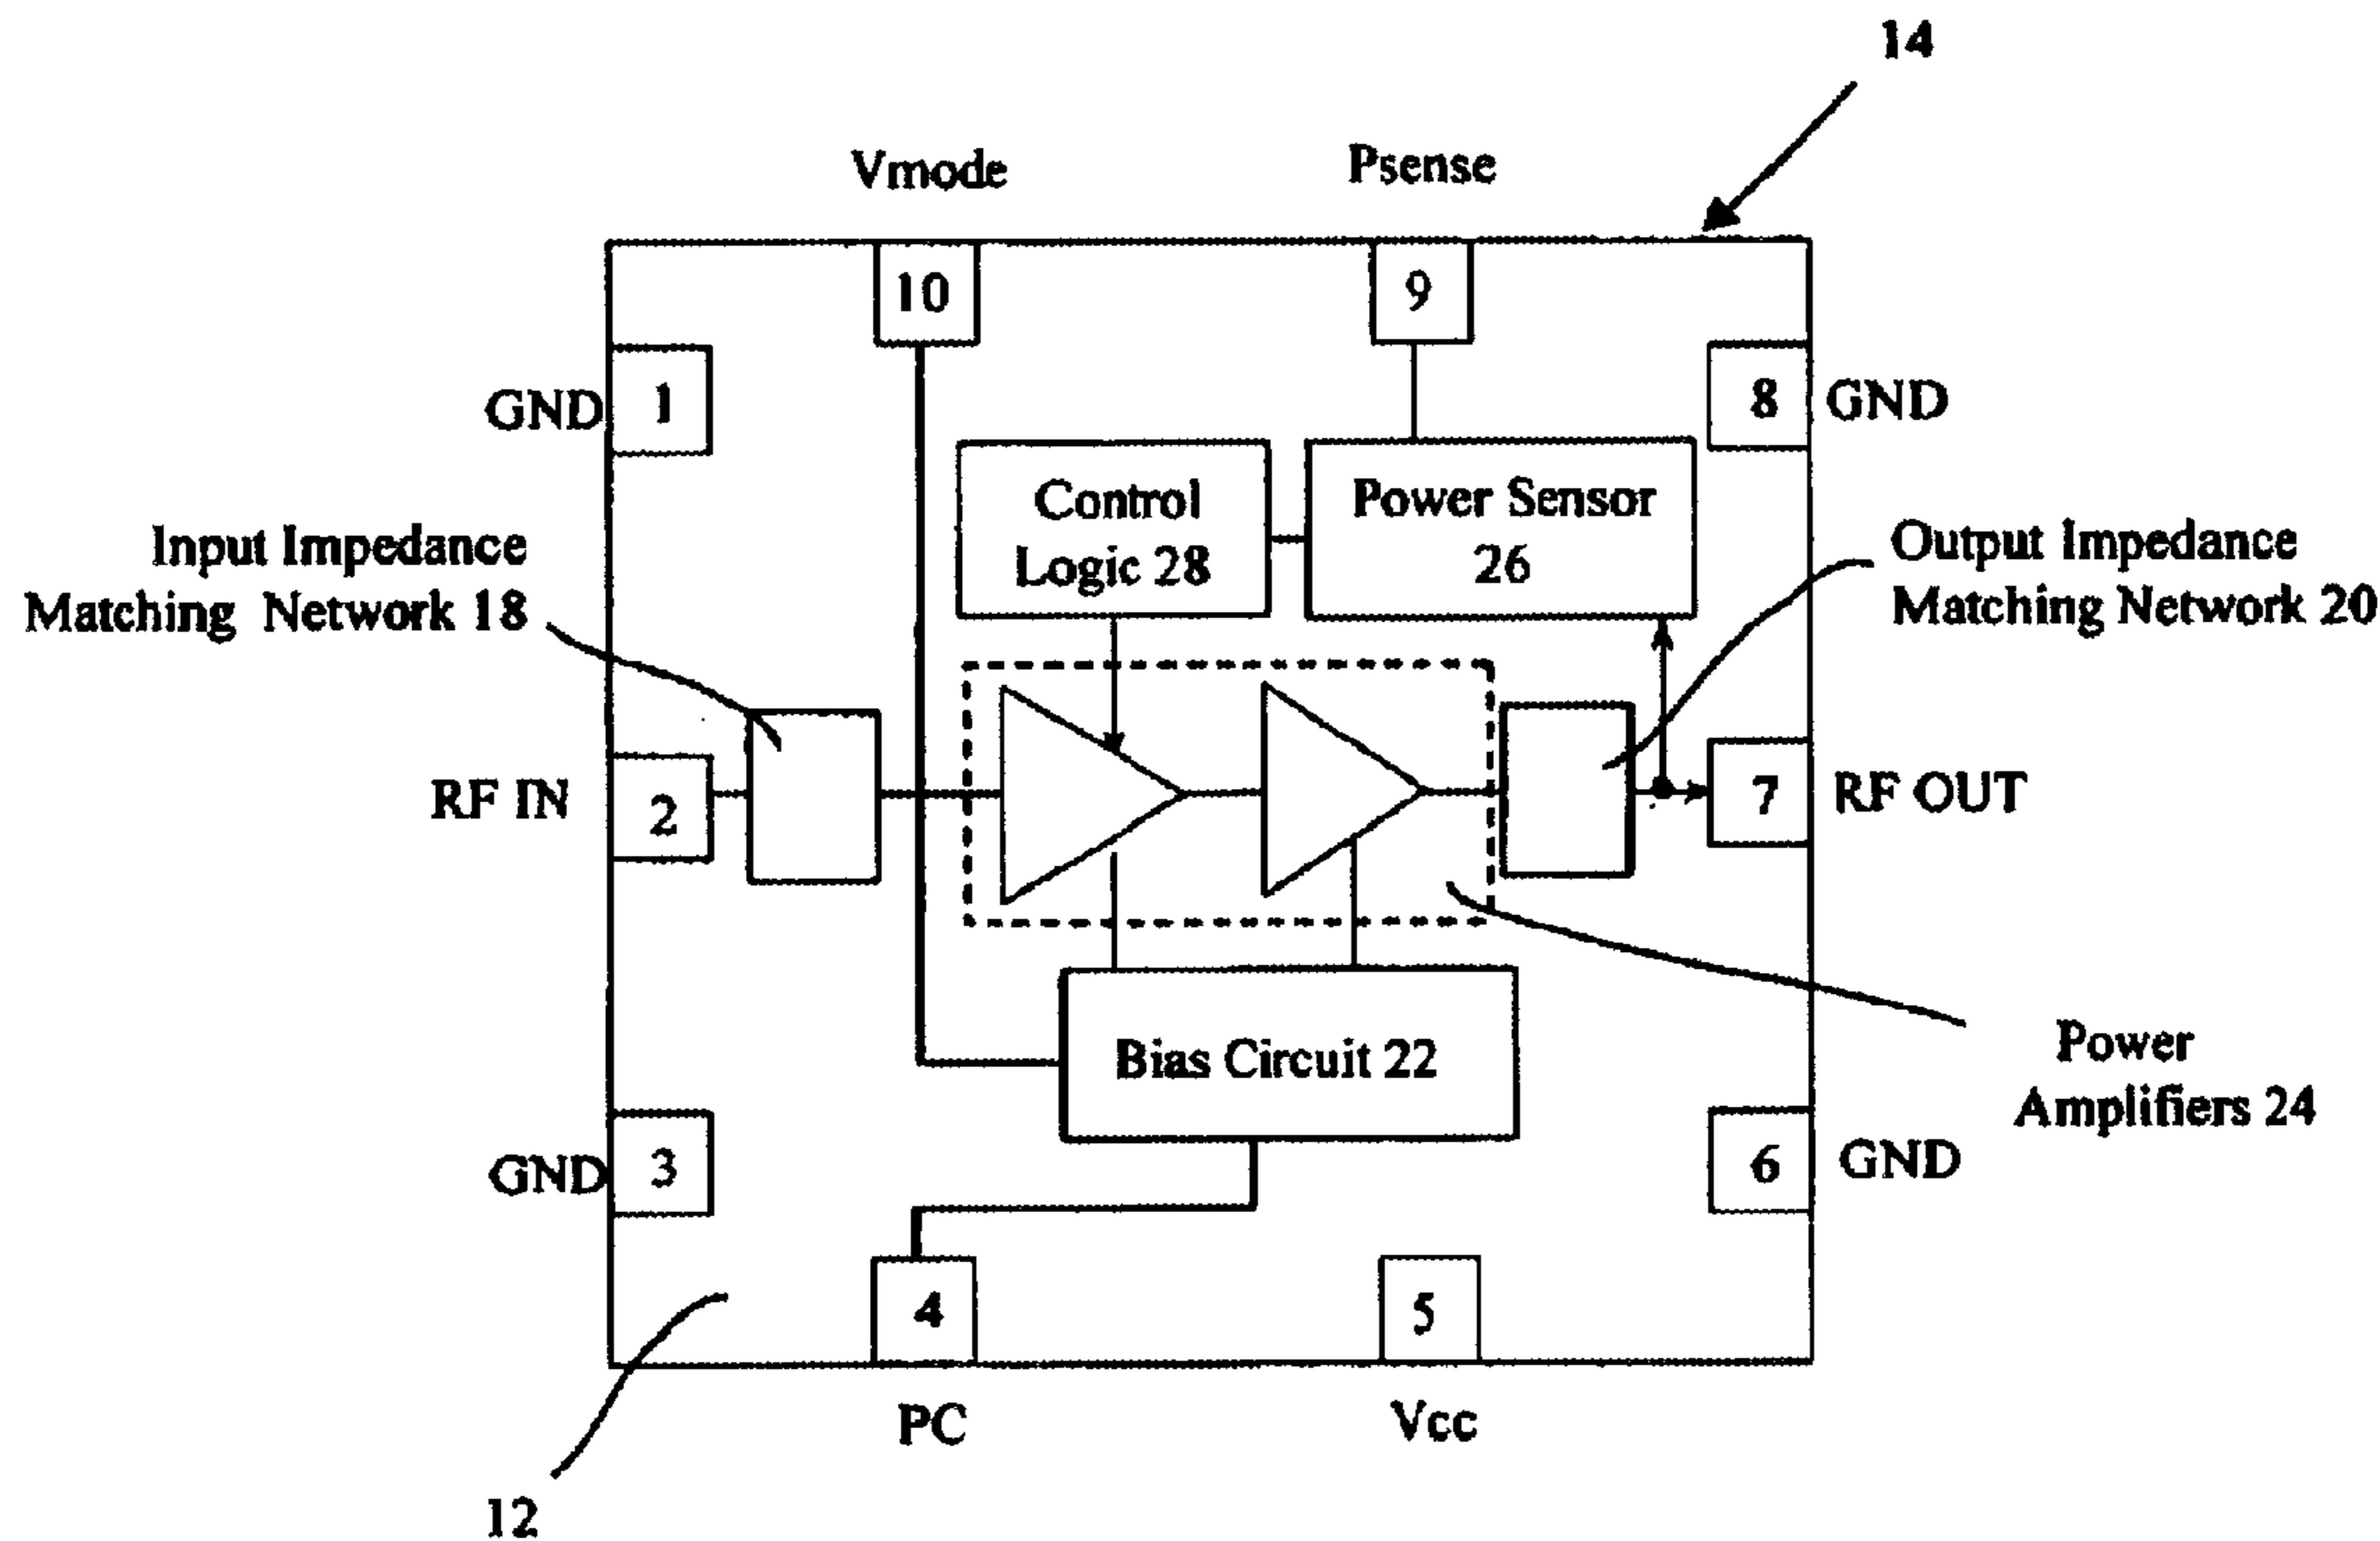 14
Vmode
Psense
10
9
GND
1
8
GND
Control
Logic 28
Power Sensor
26
Input Impedance
Matching Network 18
Output Impedance
Matching Network 20
RF IN
2
7
RF OUT
Bias Circuit 22
Power
Amplifiers 24
GND
3
6
GND
4
5
PC
Vcc
12